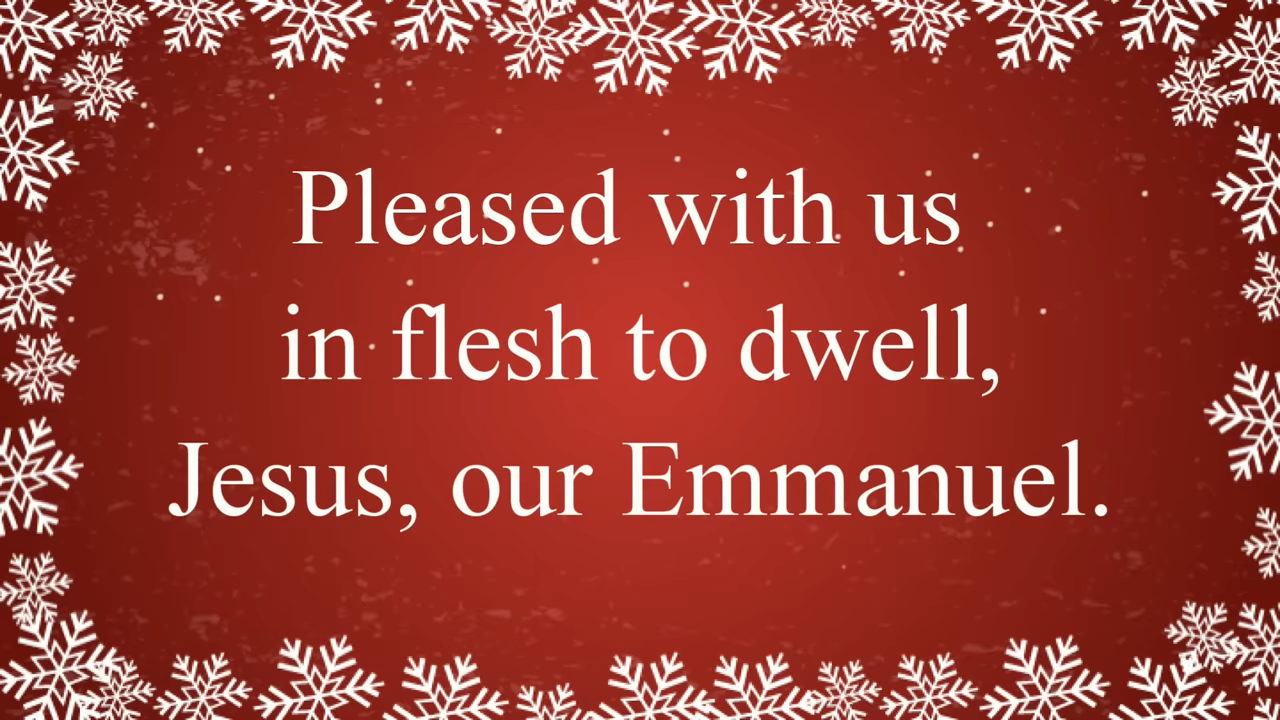 Pleased with us
in flesh to dwell,
Jesus, our Emmanuel.